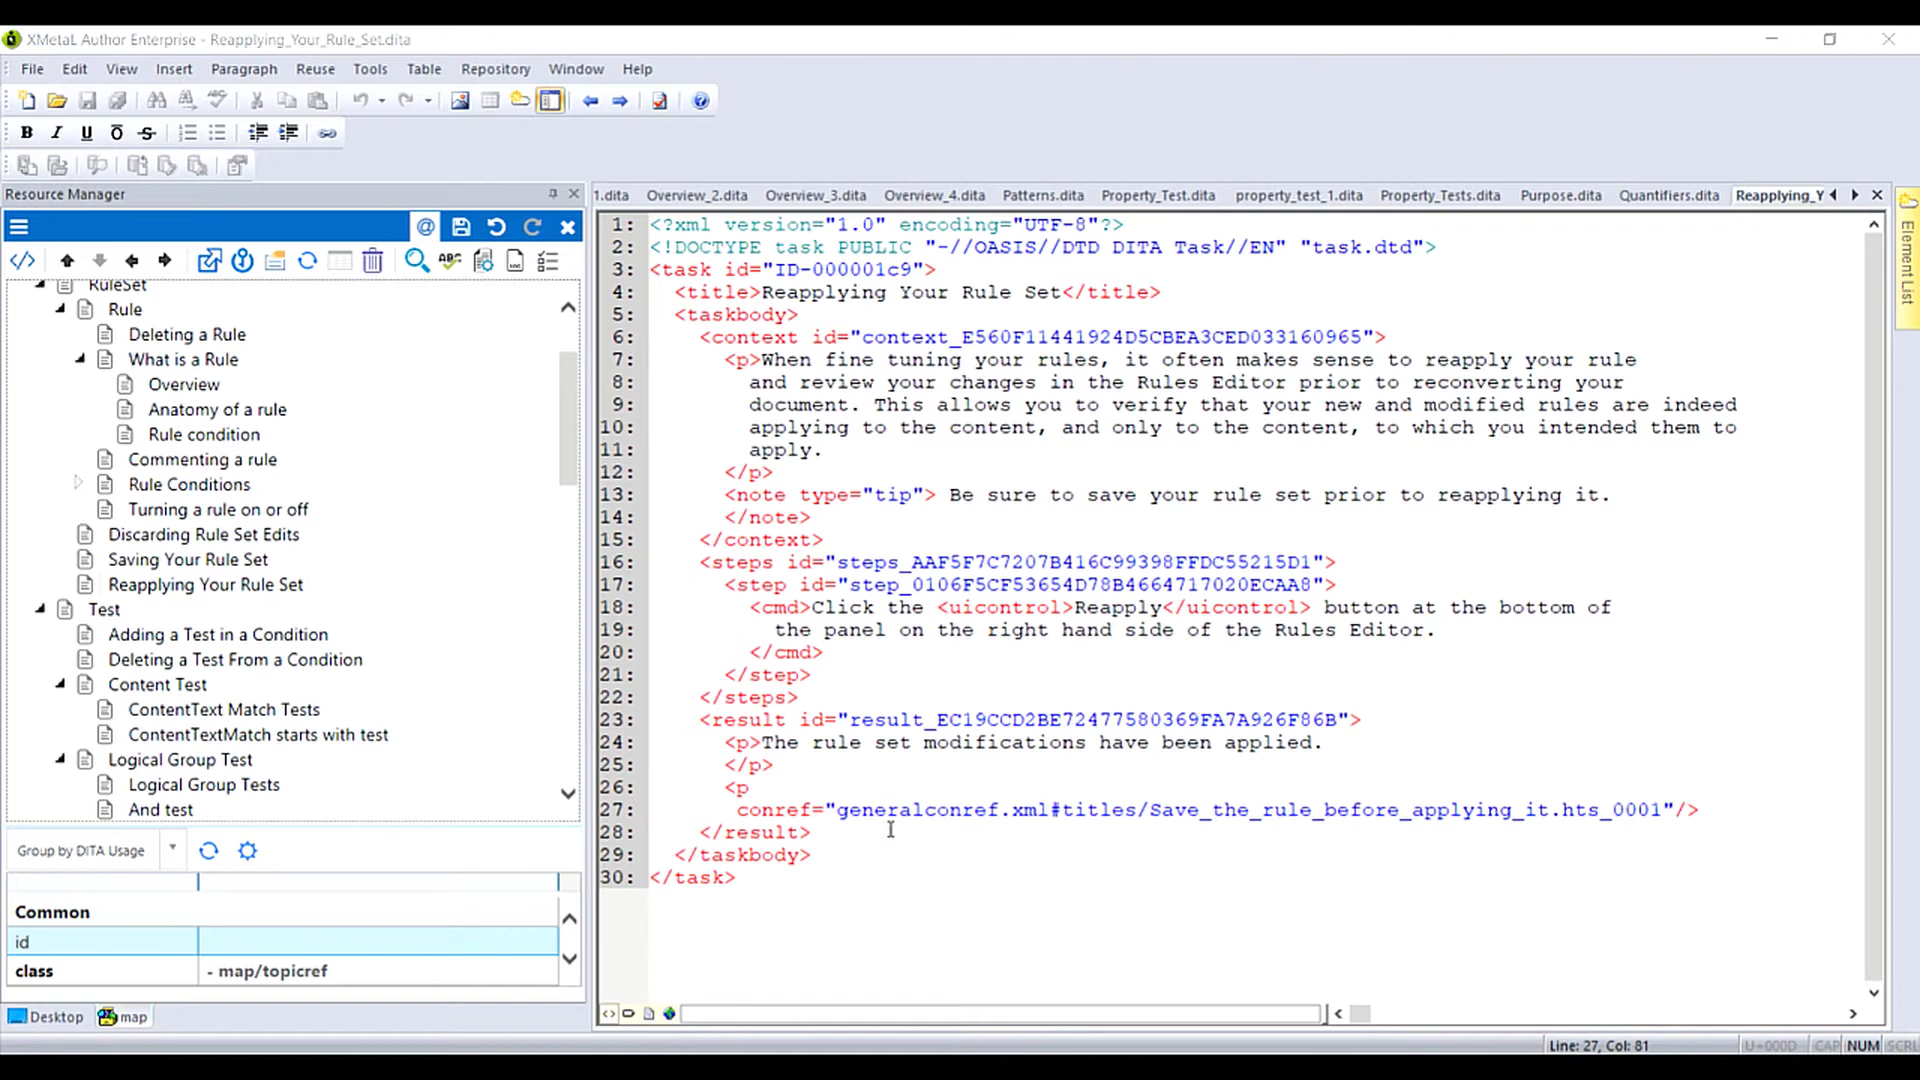 XMetaL Author Enterprise - Reapplying_Your_Rule_Set.dita
File Edit View Insert Paragraph Reuse Tools Table Repository Window Help
Resource Manager
1.dita Overview_2.dita Overview_3.dita Overview_4.dita Patterns.dita Property_Test.dita property_test_1.dita Property_Tests.dita Purpose.dita Quantifiers.dita Reapplying_Y
RuleSet
Rule
Deleting a Rule
What is a Rule
Overview
Anatomy of a rule
Rule condition
Commenting a rule
Rule Conditions
Turning a rule on or off
Discarding Rule Set Edits
Saving Your Rule Set
Reapplying Your Rule Set
Test
Adding a Test in a Condition
Deleting a Test From a Condition
Content Test
ContentText Match Tests
ContentTextMatch starts with test
Logical Group Test
Logical Group Tests
And test
Group by DITA Usage
Common
id
class - map/topicref
Desktop map
1: <?xml version="1.0" encoding="UTF-8"?>
2: <!DOCTYPE task PUBLIC "-//OASIS//DTD DITA Task//EN" "task.dtd">
3: <task id="ID-000001c9">
4: <title>Reapplying Your Rule Set</title>
5: <taskbody>
6: <context id="context_E560F11441924D5CBEA3CED033160965">
7: <p>When fine tuning your rules, it often makes sense to reapply your rule
8: and review your changes in the Rules Editor prior to reconverting your
9: document. This allows you to verify that your new and modified rules are indeed
10: applying to the content, and only to the content, to which you intended them to
11: apply.
12: </p>
13: <note type="tip"> Be sure to save your rule set prior to reapplying it.
14: </note>
15: </context>
16: <steps id="steps_AAF5F7C7207B416C99398FFDC55215D1">
17: <step id="step_0106F5CF53654D78B4664717020ECAA8">
18: <cmd>Click the <uicontrol>Reapply</uicontrol> button at the bottom of
19: the panel on the right hand side of the Rules Editor.
20: </cmd>
21: </step>
22: </steps>
23: <result id="result_EC19CCD2BE72477580369FA7A926F86B">
24: <p>The rule set modifications have been applied.
25: </p>
26: <p
27: conref="generalconref.xml#titles/Save_the_rule_before_applying_it.hts_0001"/>
28: </result>
29: </taskbody>
30: </task>
Element List
Line: 27, Col: 81 U+000D CAP NUM SCRL